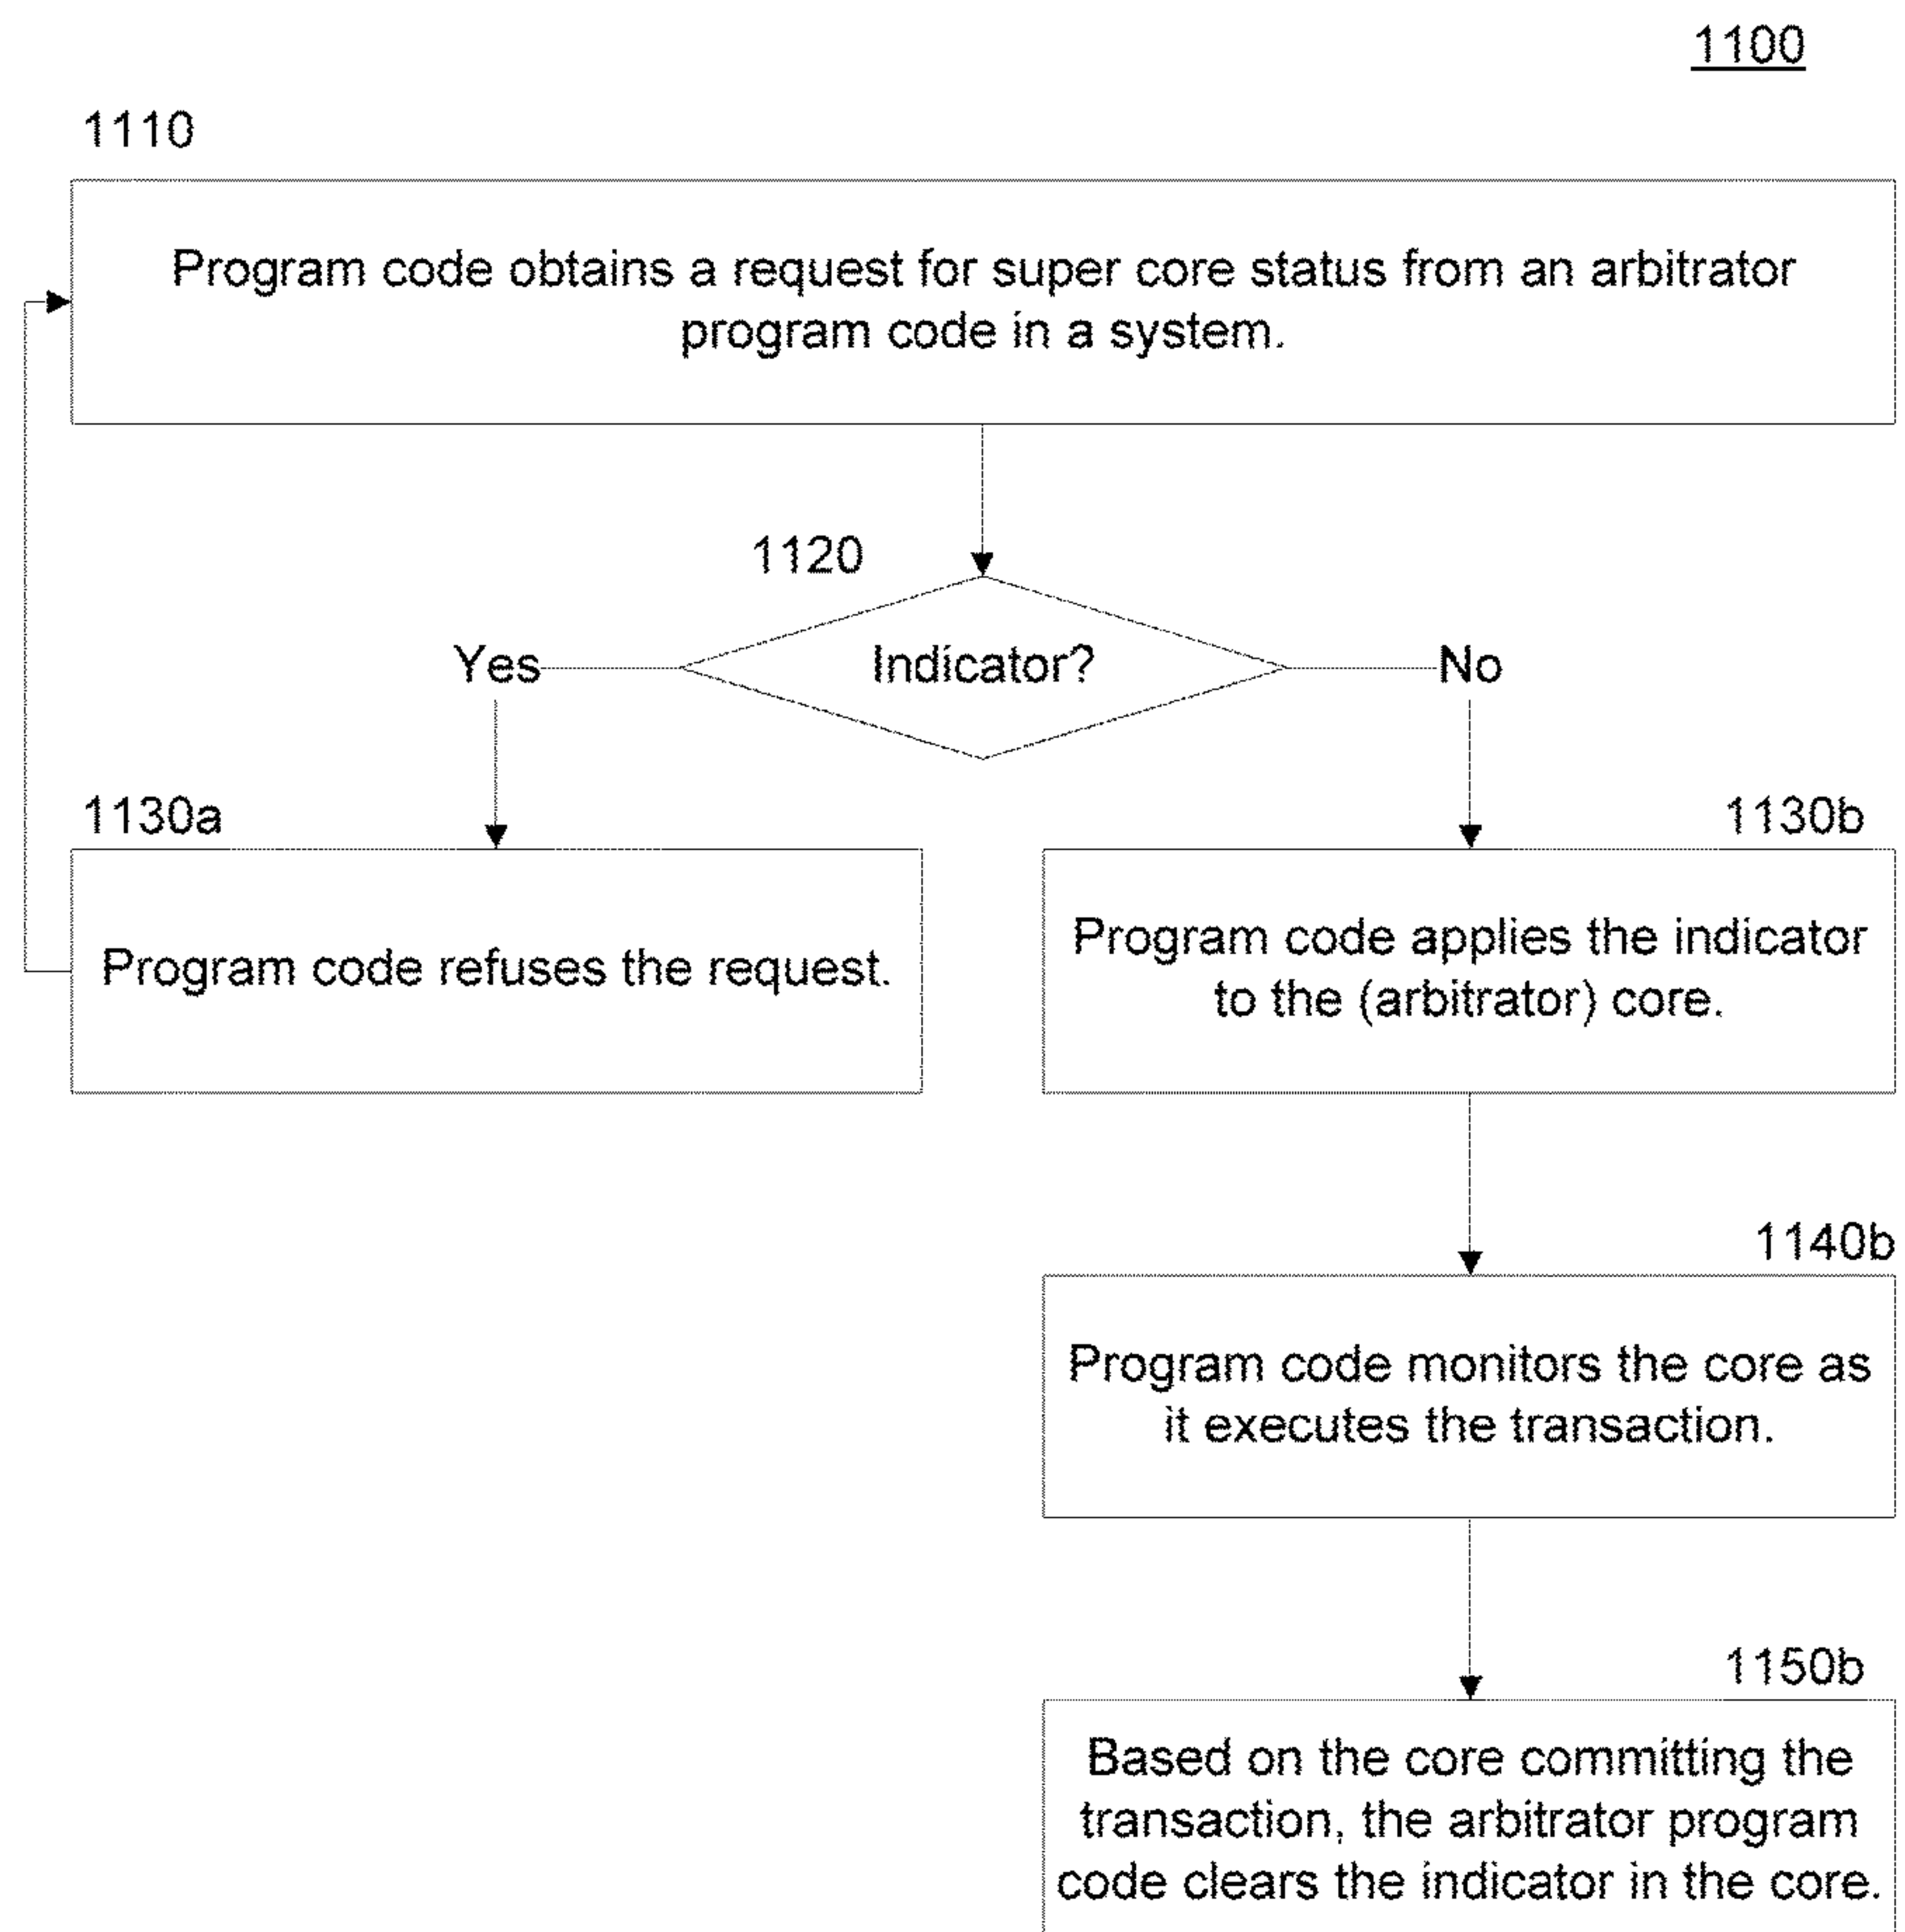 1100
1110
Program code obtains a request for super core status from an arbitrator
program code in a system.
1120
Yes
Indicator?
No
1130a
1130b
Program code refuses the request.
Program code applies the indicator
to the (arbitrator) core.
1140b
Program code monitors the core as
it executes the transaction.
1150b
Based on the core committing the
transaction, the arbitrator program
code clears the indicator in the core.